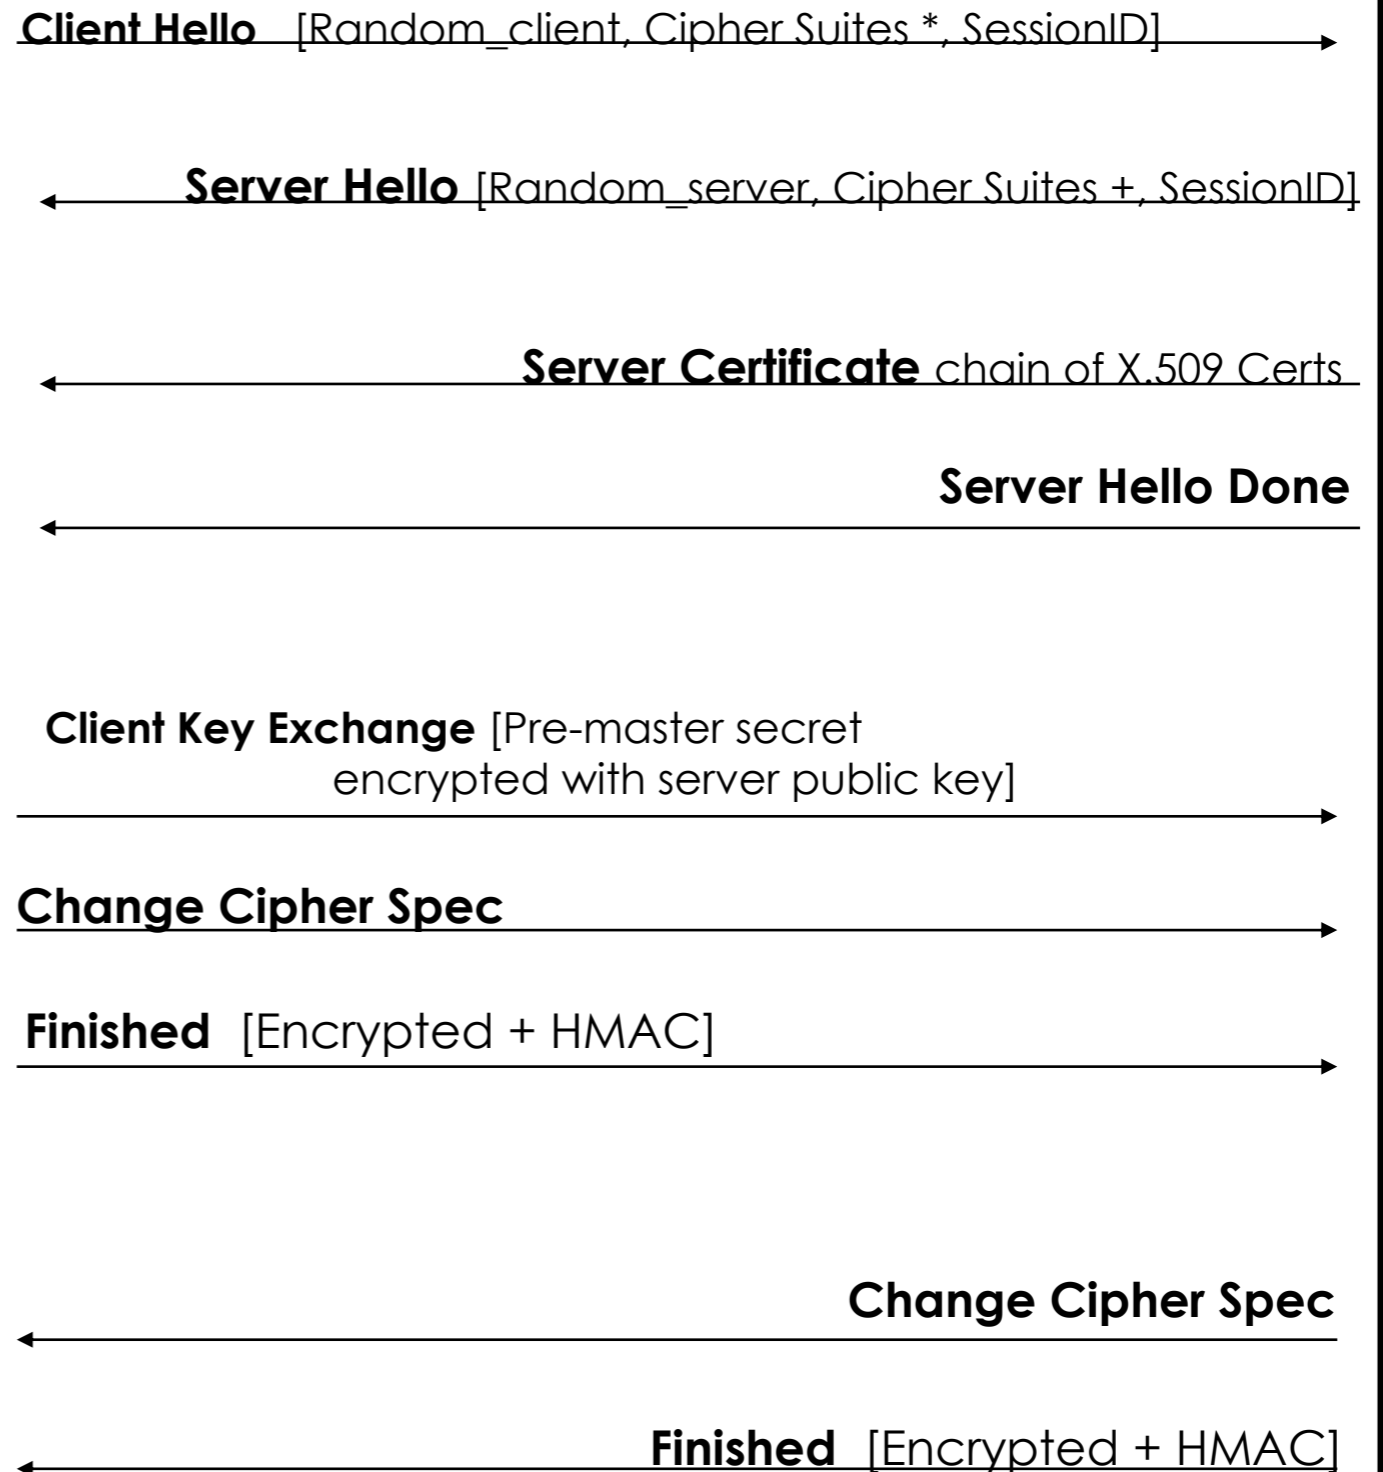 Client Hello [Random_client, Cipher Suites *, SessionID]
Server Hello [Random_server, Cipher Suites +, SessionID]
Server Certificate chain of X.509 Certs
Server Hello Done
Client Key Exchange [Pre-master secret
encrypted with server public key]
Change Cipher Spec
Finished [Encrypted + HMAC]
Change Cipher Spec
Finished [Encrypted + HMAC]